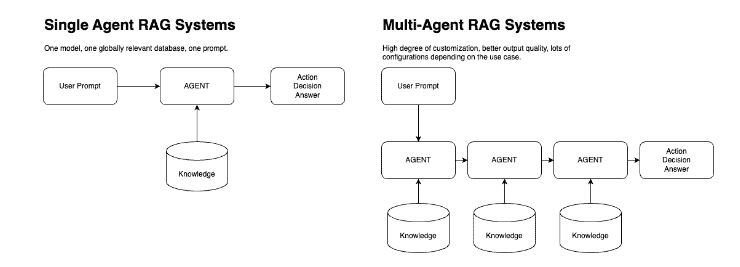 Single Agent RAG Systems
One model, one globally relevant database, one prompt.
User Prompt
AGENT
Action
Decision
Answer
Knowledge
Multi-Agent RAG Systems
High degree of customization, better output quality, lots of
configurations depending on the use case.
User Prompt
AGENT
AGENT
AGENT
Action
Decision
Answer
Knowledge
Knowledge
Knowledge